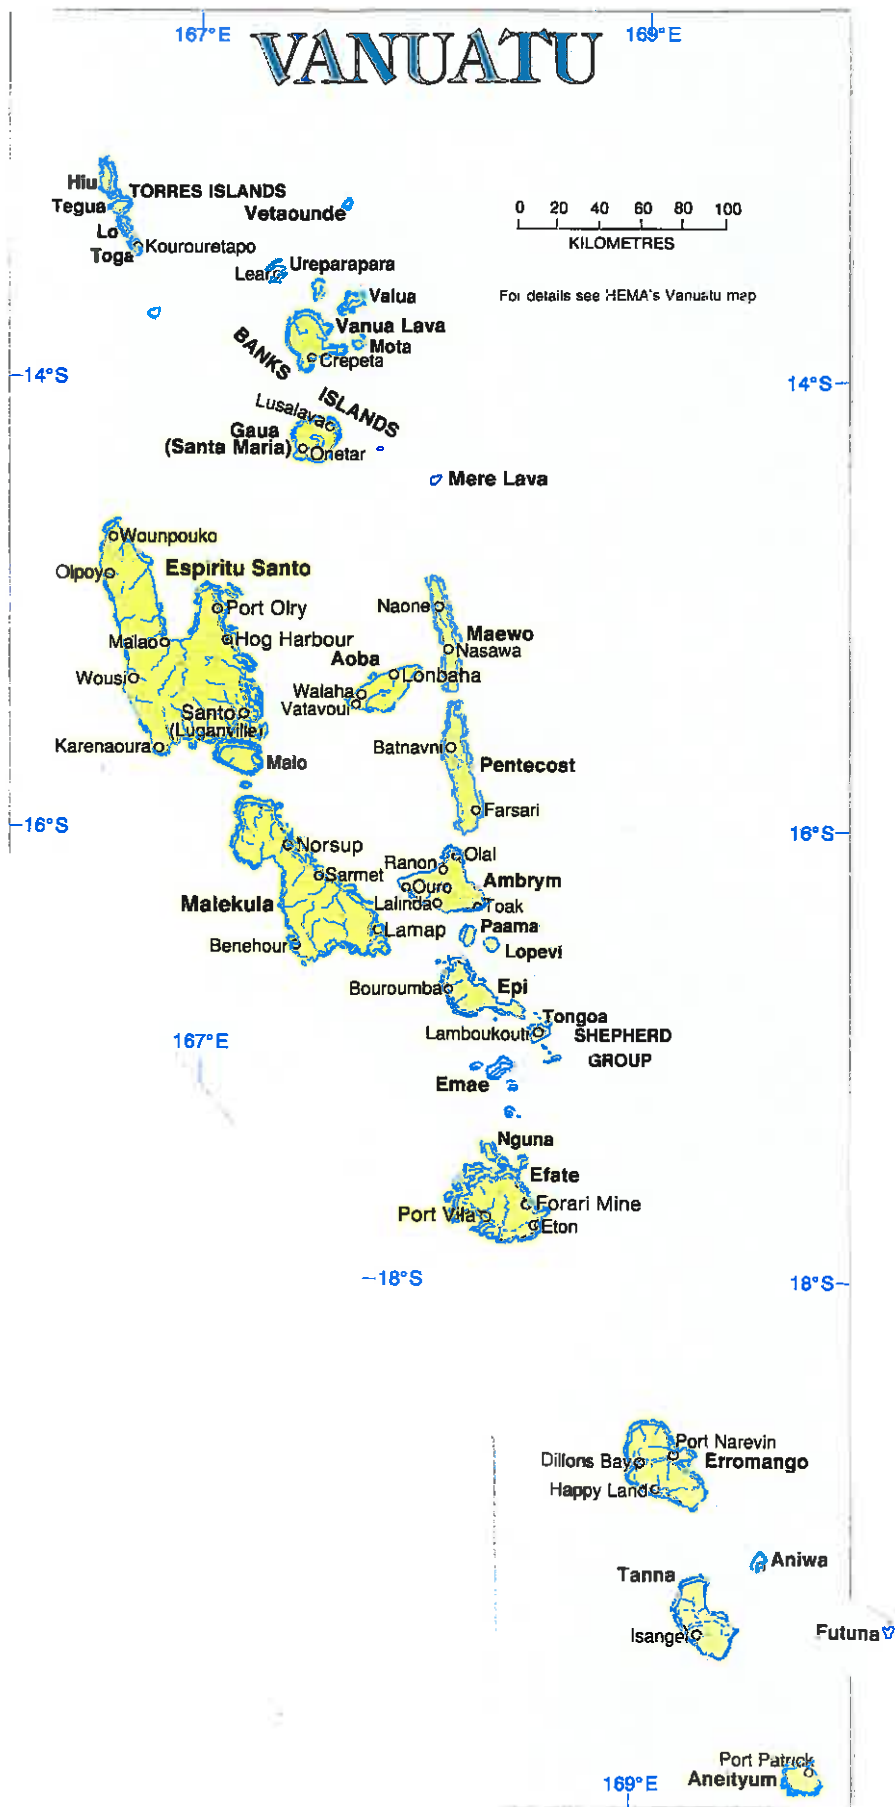 167°E
169°E
VANUATU
Hiu
TORRES ISLANDS
Tegua
Vetaounde
Lo
Toga
Kourouretapo
0 20 40 60 80 100
KILOMETRES
Lear
Ureparapara
Valua
For details see HEMA's Vanuatu map
Vanua Lava
Mota
BANKS
Crepeta
-14°S
14°S-
ISLANDS
Lusalava
Gaua
(Santa Maria)
Onetar
Mere Lava
Wounpouko
Olpoy
Espiritu Santo
Port Olry
Naone
Malao
Hog Harbour
Maewo
Nasawa
Aoba
Wousi
Lonbaha
Walaha
Vatavoui
Santo
(Luganville)
Karenaoura
Malo
Batnavni
Pentecost
Farsari
-16°S
16°S-
Norsup
Olal
Ranon
Sarmet
Ouro
Ambrym
Malekula
Lalinda
Toak
Lamap
Paama
Benehour
Lopevi
Bouroumba
Epi
Tongoa
Lamboukouti
SHEPHERD
GROUP
167°E
Emae
Nguna
Efate
Forari Mine
Port Vila
Eton
-18°S
18°S-
Port Narevin
Dillons Bay
Erromango
Happy Land
Aniwa
Tanna
Isangel
Futuna
Port Patrick
Aneityum
169°E